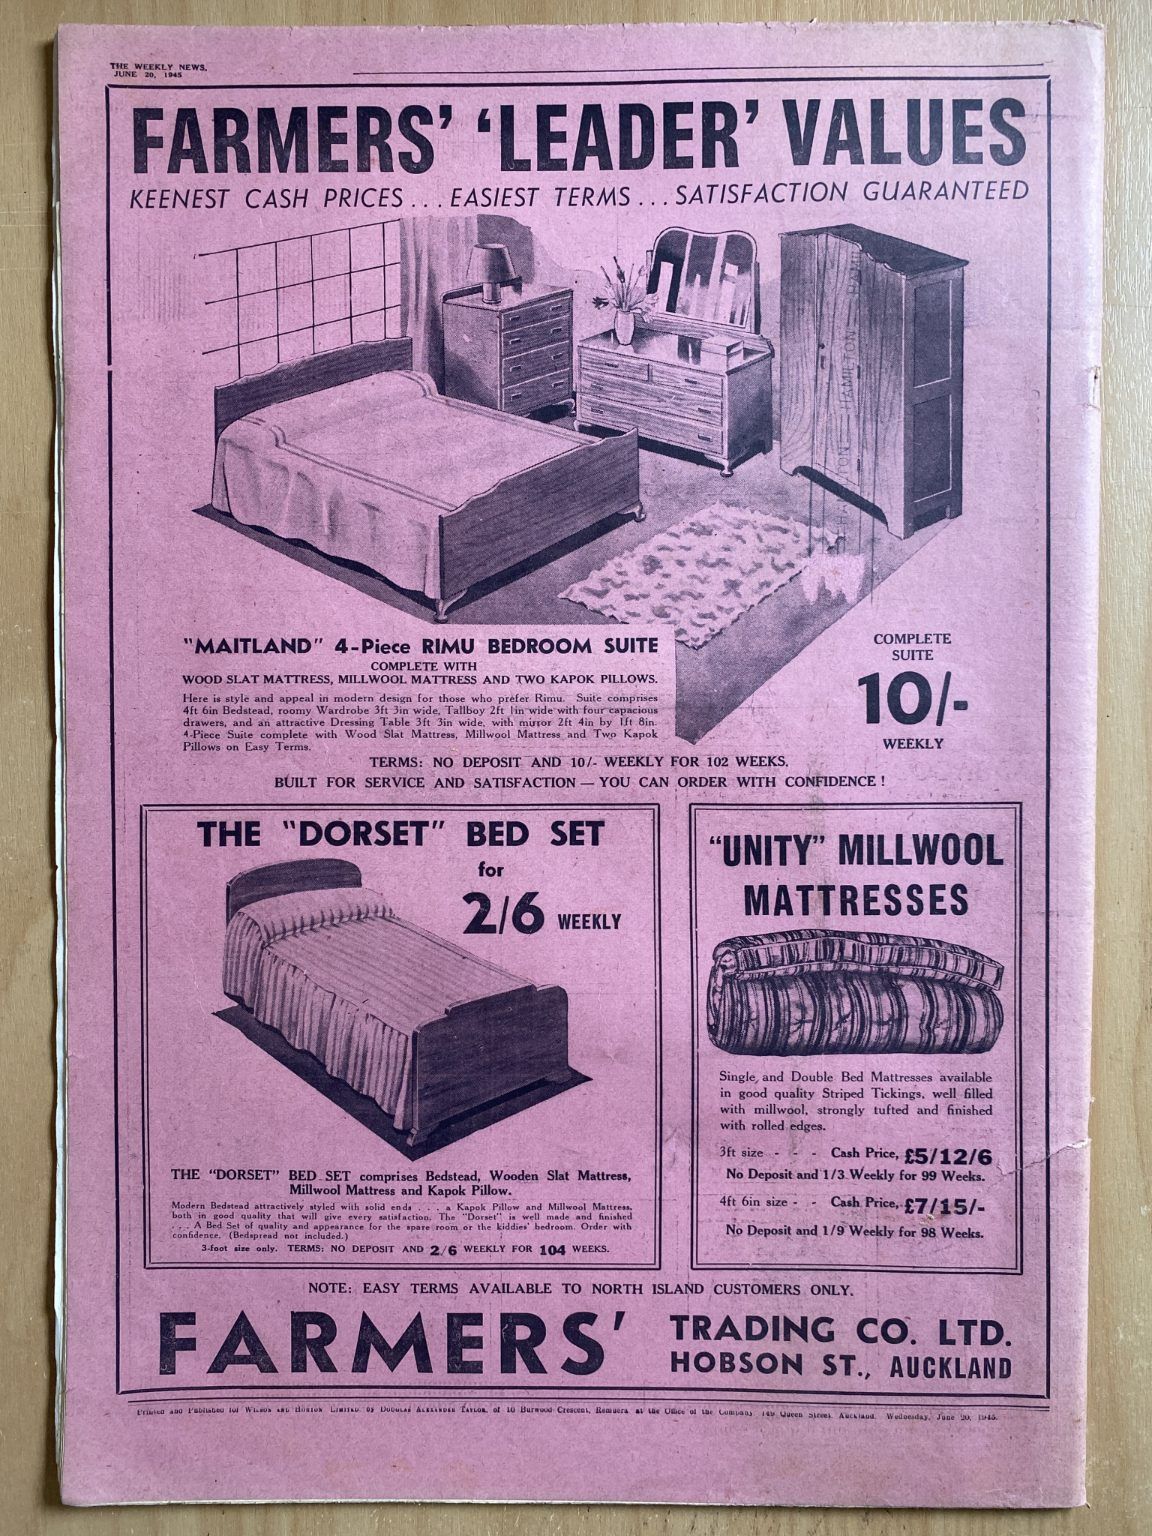 THE WEEKLY NEWS,
JUNE 20, 1945
FARMERS' 'LEADER' VALUES
KEENEST CASH PRICES ... EASIEST TERMS ... SATISFACTION GUARANTEED
"MAITLAND" 4-Piece RIMU BEDROOM SUITE
COMPLETE WITH
WOOD SLAT MATTRESS, MILLWOOL MATTRESS AND TWO KAPOK PILLOWS.
Here is style and appeal in modern design for those who prefer Rimu. Suite comprises
4ft 6in Bedstead, roomy Wardrobe 3ft 3in wide, Tallboy 2ft 1in wide with four capacious
drawers, and an attractive Dressing Table 3ft 3in wide, with mirror 2ft 4in by 1ft 8in.
4-Piece Suite complete with Wood Slat Mattress, Millwool Mattress and Two Kapok
Pillows on Easy Terms.
COMPLETE
SUITE
10/-
WEEKLY
TERMS: NO DEPOSIT AND 10/- WEEKLY FOR 102 WEEKS.
BUILT FOR SERVICE AND SATISFACTION — YOU CAN ORDER WITH CONFIDENCE!
THE "DORSET" BED SET
for
2/6 WEEKLY
THE "DORSET" BED SET comprises Bedstead, Wooden Slat Mattress,
Millwool Mattress and Kapok Pillow.
Modern Bedstead attractively styled with solid ends . . . a Kapok Pillow and Millwool Mattress,
both in good quality that will give every satisfaction. The "Dorset" is well made and finished
. . . A Bed Set of quality and appearance for the spare room or the kiddies' bedroom. Order with
confidence. (Bedspread not included.)
3-foot size only. TERMS: NO DEPOSIT AND 2/6 WEEKLY FOR 104 WEEKS.
"UNITY" MILLWOOL
MATTRESSES
Single and Double Bed Mattresses available
in good quality Striped Tickings, well filled
with millwool, strongly tufted and finished
with rolled edges.
3ft size - - - Cash Price, £5/12/6
No Deposit and 1/3 Weekly for 99 Weeks.
4ft 6in size - - Cash Price, £7/15/-
No Deposit and 1/9 Weekly for 98 Weeks.
NOTE: EASY TERMS AVAILABLE TO NORTH ISLAND CUSTOMERS ONLY.
FARMERS' TRADING CO. LTD.
HOBSON ST., AUCKLAND
Printed and Published for WILSON AND HORTON LIMITED, by DOUGLAS ALEXANDER TAYLOR, of 10 Burwood Crescent, Remuera, at the Office of the Company, 149 Queen Street, Auckland. Wednesday, June 20, 1945.